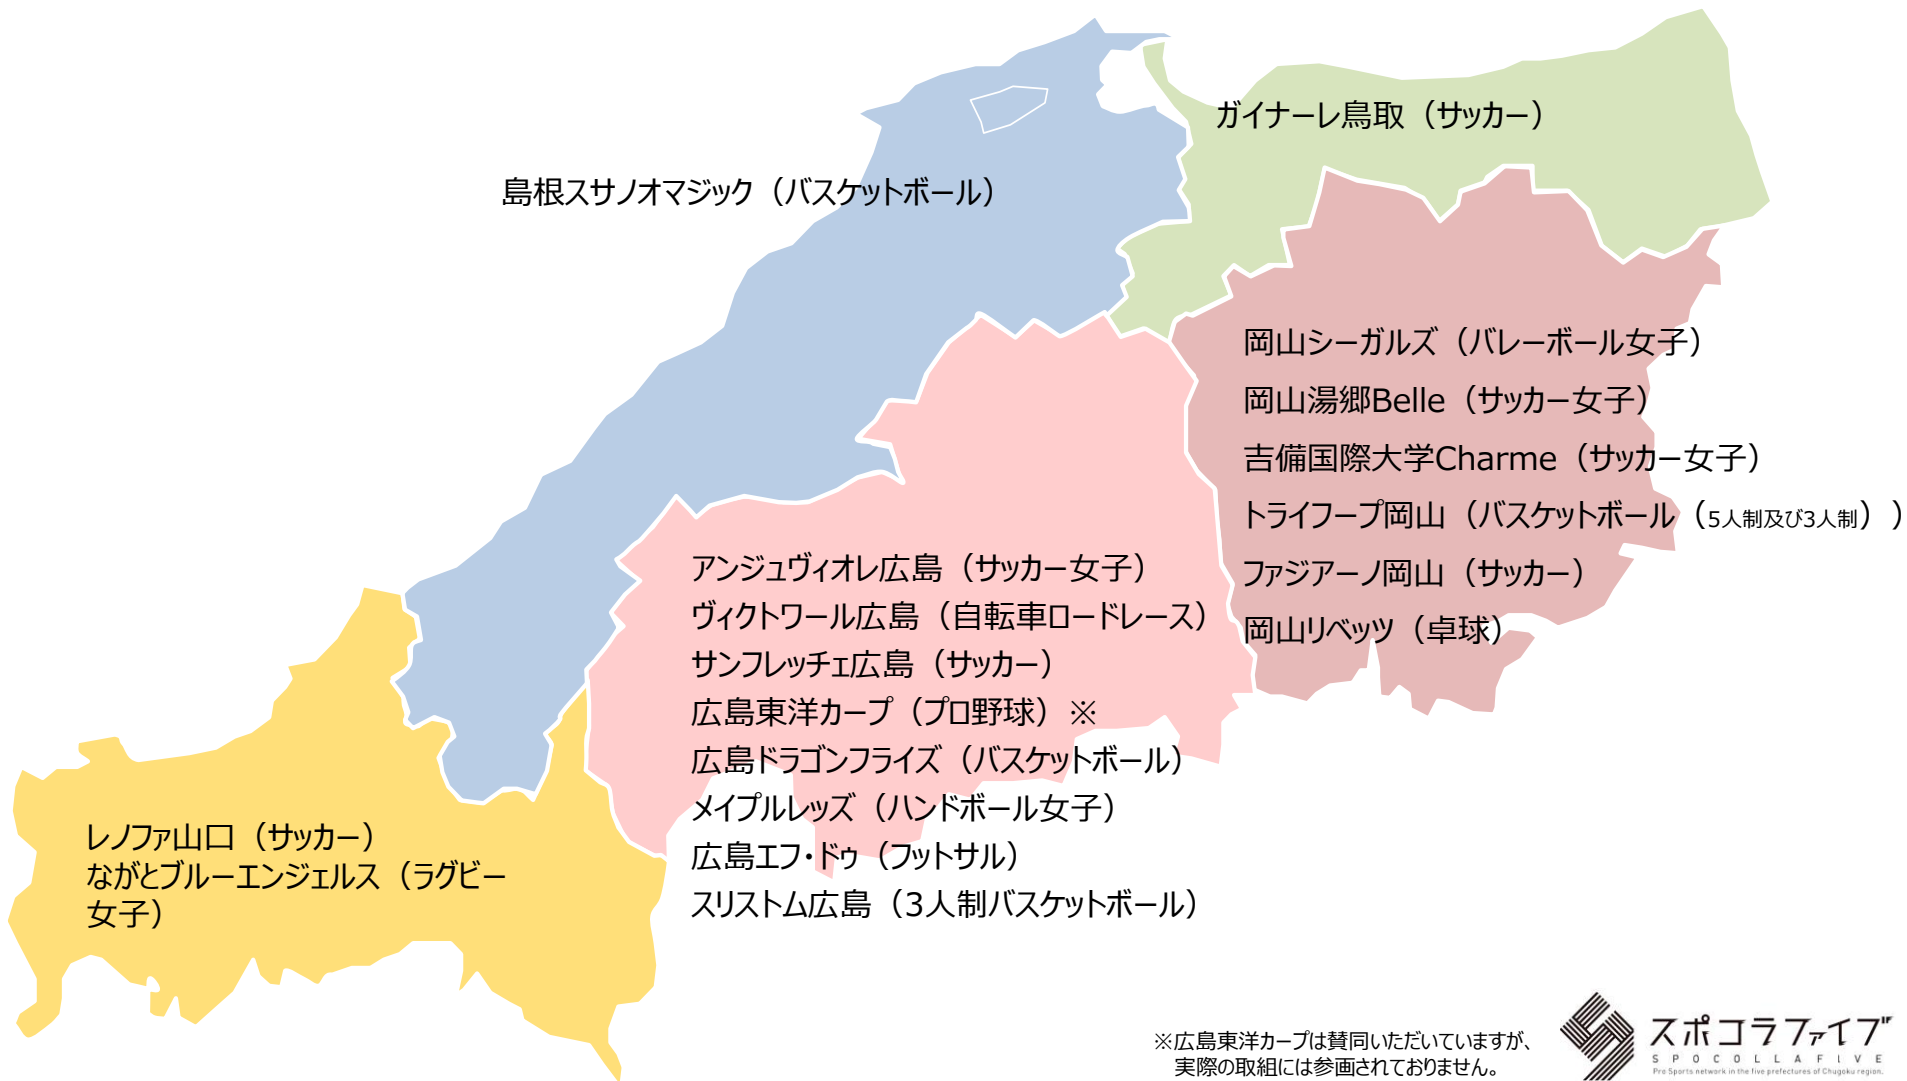 ガイナーレ鳥取（サッカー）
島根スサノオマジック（バスケットボール）
岡山シーガルズ（バレーボール女子）
岡山湯郷Belle（サッカー女子）
吉備国際大学Charme（サッカー女子）
トライフープ岡山（バスケットボール（5人制及び3人制））
ファジアーノ岡山（サッカー）
岡山リベッツ（卓球）
アンジュヴィオレ広島（サッカー女子）
ヴィクトワール広島（自転車ロードレース）
サンフレッチェ広島（サッカー）
広島東洋カープ（プロ野球）※
広島ドラゴンフライズ（バスケットボール）
メイプルレッズ（ハンドボール女子）
広島エフ・ドゥ（フットサル）
スリストム広島（3人制バスケットボール）
レノファ山口（サッカー）
ながとブルーエンジェルス（ラグビー
女子）
※広島東洋カープは賛同いただいていますが、
実際の取組には参画されておりません。
スポコラファイブ
SPOCOLLAFIVE
Pro Sports network in the five prefectures of Chugoku region.